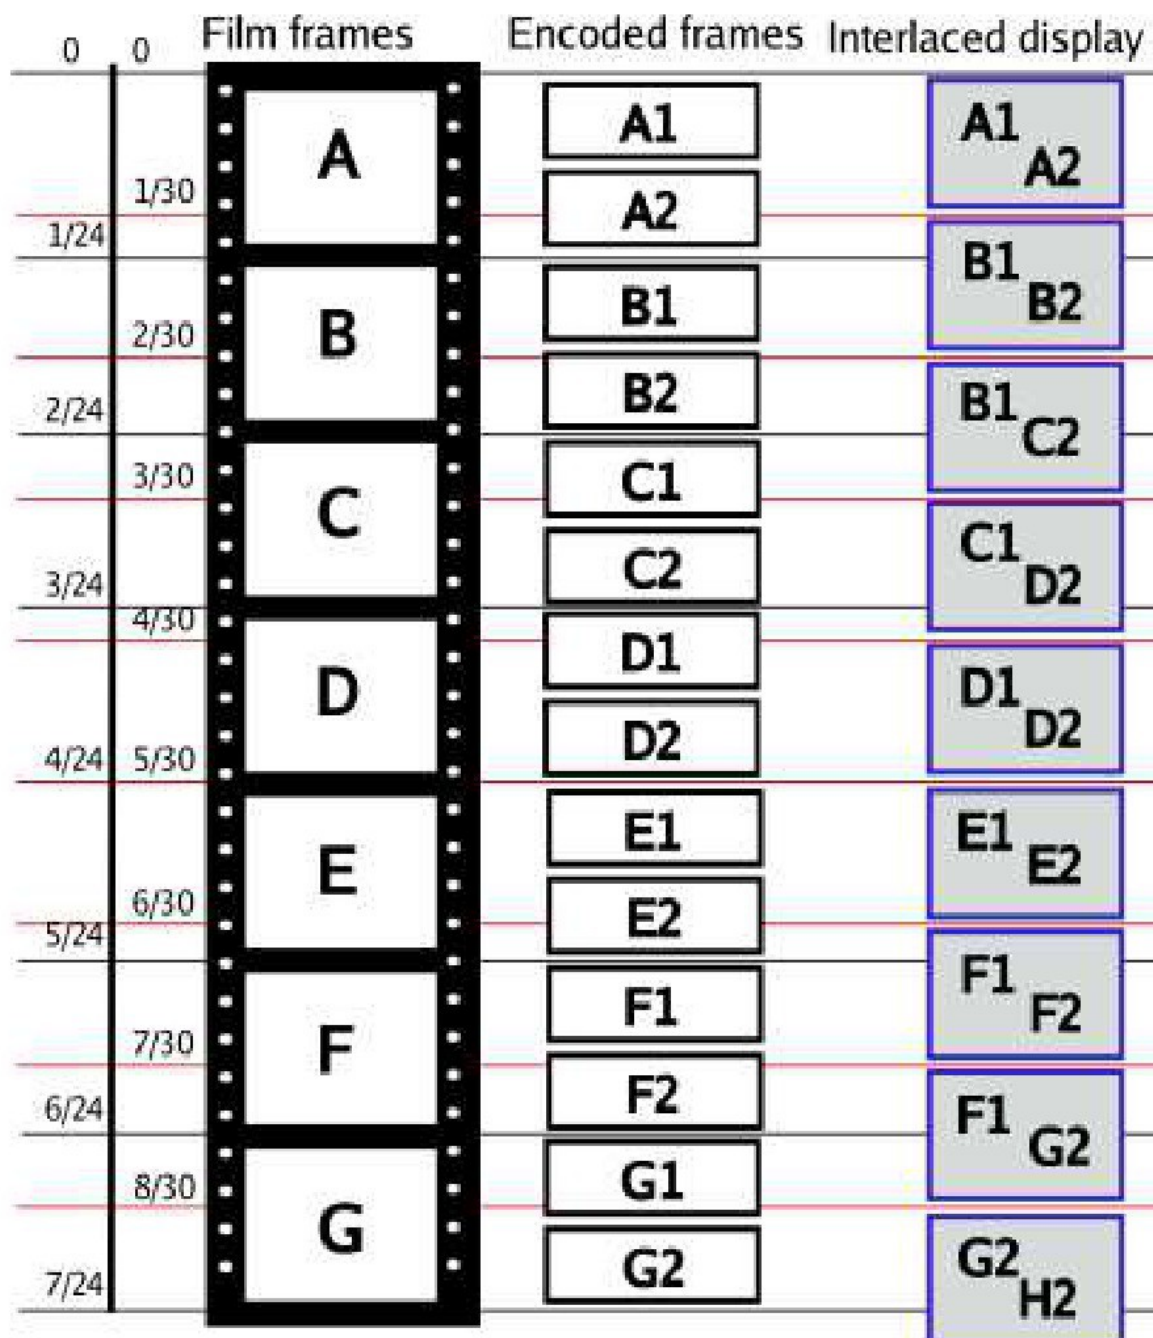 0 0 Film frames Encoded frames Interlaced display
A A1 A1 A2
1/30
A2
1/24
B B1 B1 B2
2/30
B2 B1 C2
2/24
3/30
C C1 C1 D2
C2
3/24
4/30
D D1 D1 D2
D2
4/24 5/30
E E1 E1 E2
6/30
E2
5/24
F F1 F1 F2
7/30
F2 F1 G2
6/24
8/30
G G1
G2 G2 H2
7/24